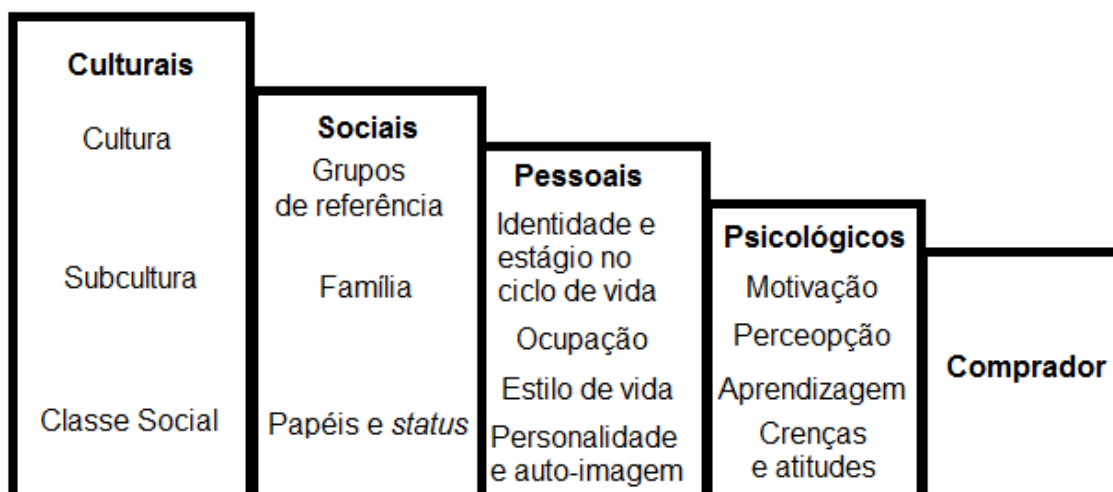 Culturais
Cultura
Subcultura
Classe Social
Sociais
Grupos
de referência
Família
Papéis e status
Pessoais
Identidade e
estágio no
ciclo de vida
Ocupação
Estilo de vida
Personalidade
e auto-imagem
Psicológicos
Motivação
Perceopção
Aprendizagem
Crenças
e atitudes
Comprador